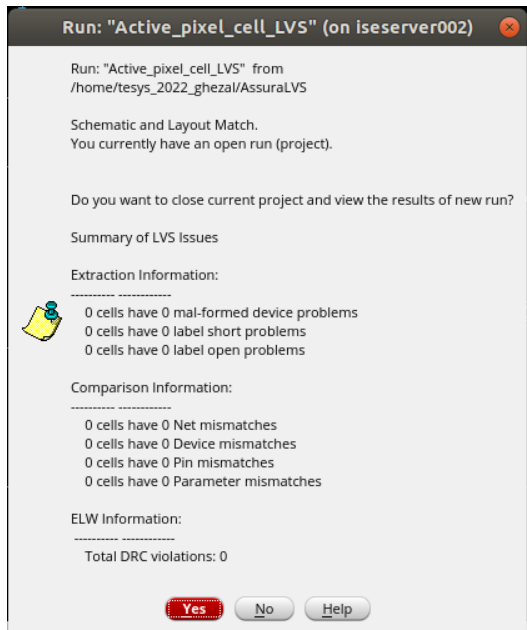 Run: "Active_pixel_cell_LVS" (on iseserver002)
Run: "Active_pixel_cell_LVS" from
/home/tesys_2022_ghezal/AssuraLVS
Schematic and Layout Match.
You currently have an open run (project).
Do you want to close current project and view the results of new run?
Summary of LVS Issues
Extraction Information:
---------- ------------
0 cells have 0 mal-formed device problems
0 cells have 0 label short problems
0 cells have 0 label open problems
Comparison Information:
---------- ------------
0 cells have 0 Net mismatches
0 cells have 0 Device mismatches
0 cells have 0 Pin mismatches
0 cells have 0 Parameter mismatches
ELW Information:
---------- ------------
Total DRC violations: 0
Yes No Help